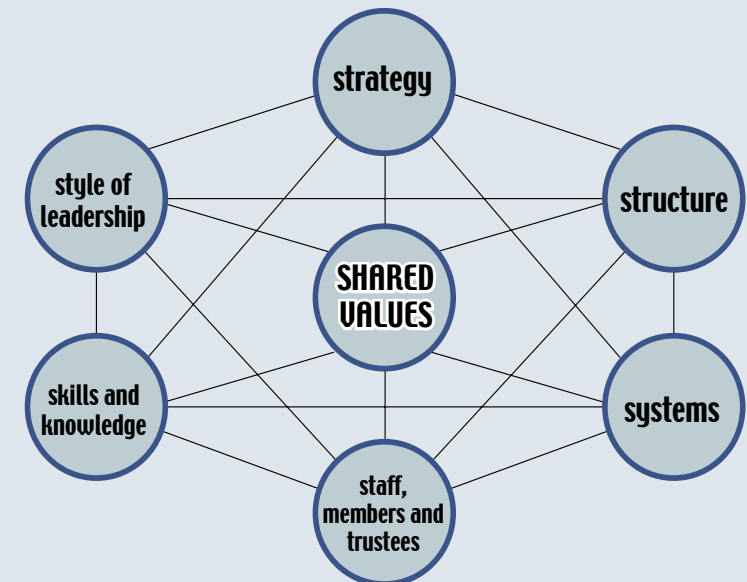 strategy
style of
leadership
structure
SHARED
VALUES
skills and
knowledge
systems
staff,
members and
trustees